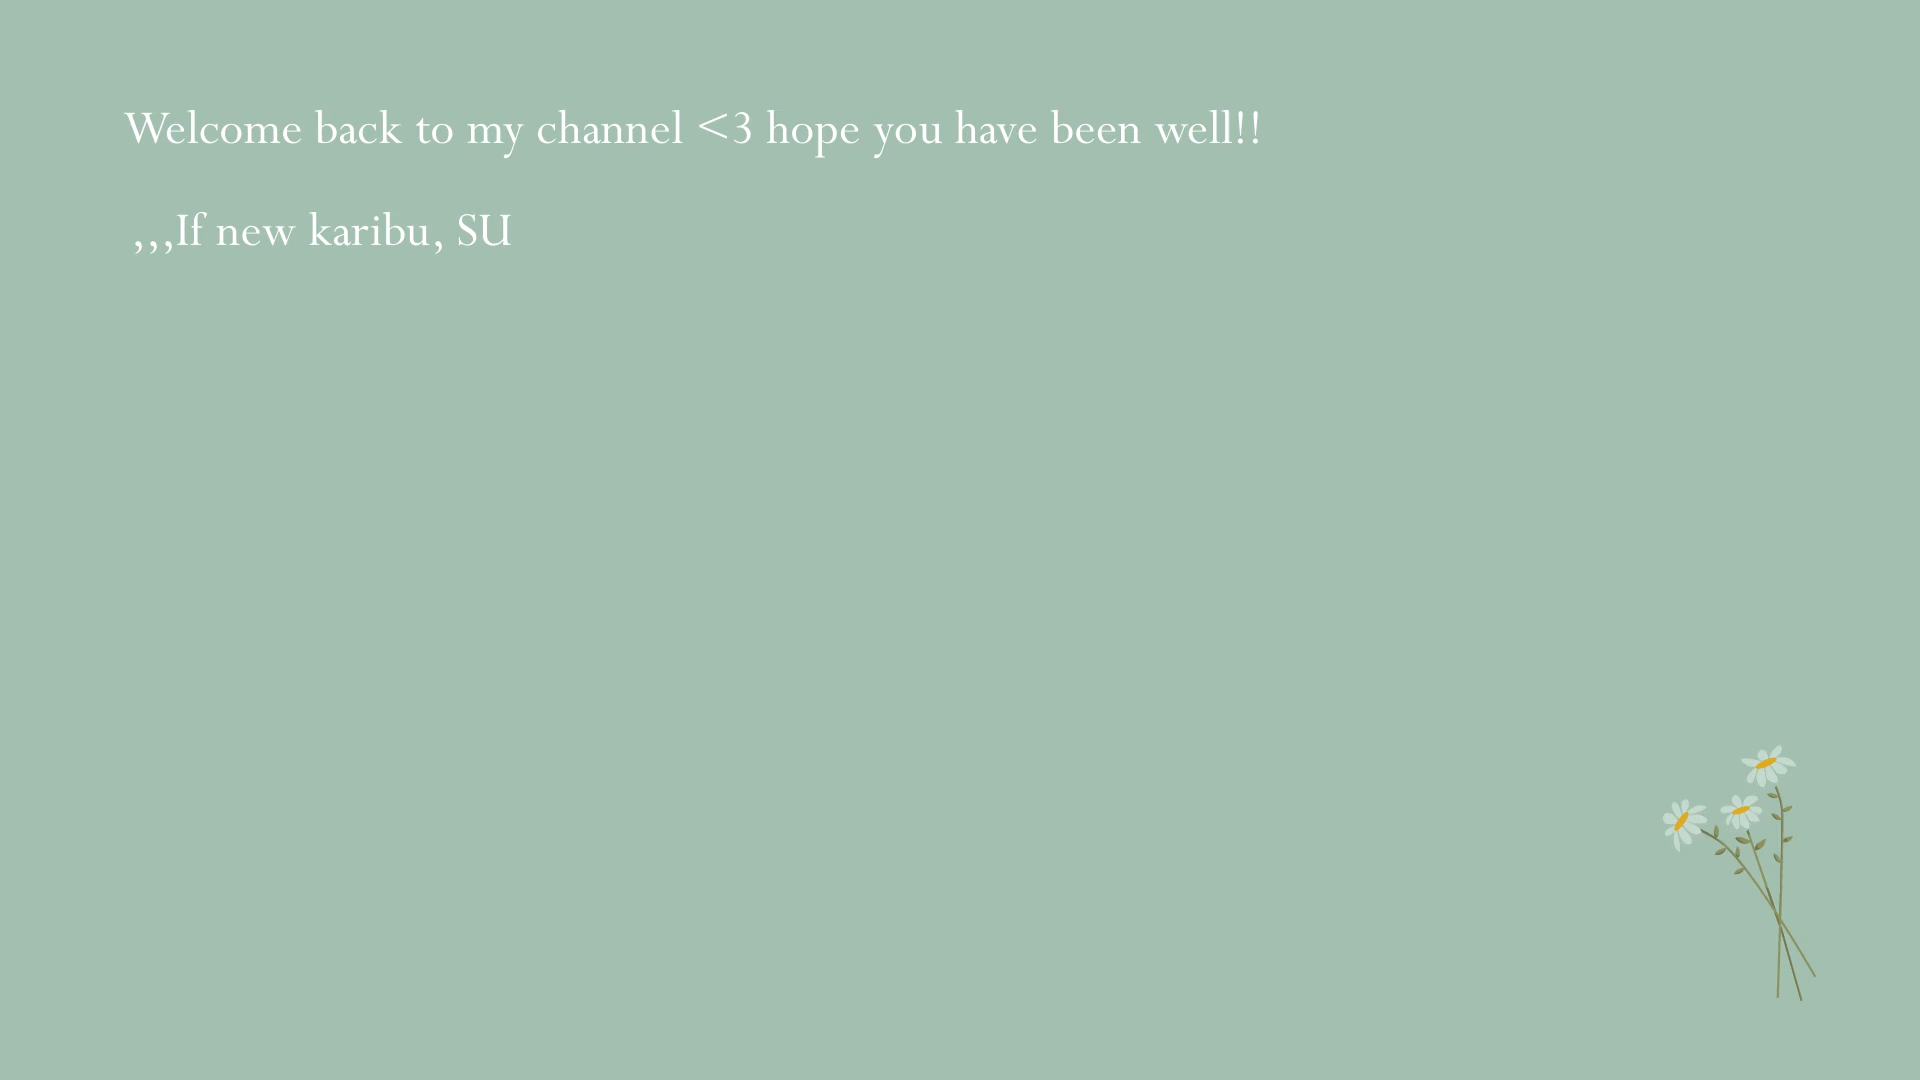 Welcome back to my channel <3 hope you have been well!!
,,,If new karibu, SU